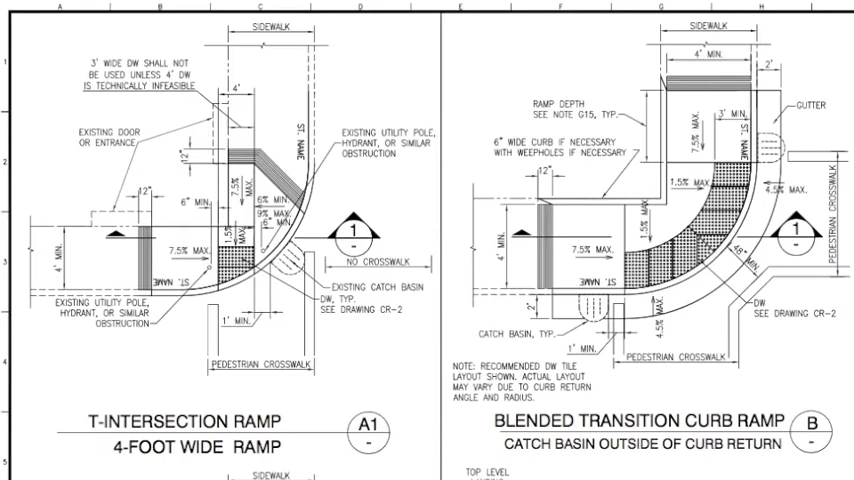 A B C D E F G H
1
2
3
4
5
SIDEWALK
3' WIDE DW SHALL NOT
BE USED UNLESS 4' DW
IS TECHNICALLY INFEASIBLE
4'
EXISTING DOOR
OR ENTRANCE
ST. NAME
EXISTING UTILITY POLE,
HYDRANT, OR SIMILAR
OBSTRUCTION
12"
12"
6" MIN.
7.5% MAX.
6% MIN.
9% MAX.
6" MIN.
1.5% MAX.
4' MIN.
7.5% MAX.
ST. NAME
1
-
NO CROSSWALK
EXISTING CATCH BASIN
DW, TYP.
SEE DRAWING CR-2
EXISTING UTILITY POLE,
HYDRANT, OR SIMILAR
OBSTRUCTION
1' MIN.
PEDESTRIAN CROSSWALK
T-INTERSECTION RAMP
4-FOOT WIDE RAMP
A1
-
SIDEWALK
SIDEWALK
4' MIN.
2'
RAMP DEPTH
SEE NOTE G15, TYP.
3' MIN.
GUTTER
6" WIDE CURB IF NECESSARY
WITH WEEPHOLES IF NECESSARY
7.5% MAX.
ST. NAME
12"
1.5% MAX.
4.5% MAX.
PEDESTRIAN CROSSWALK
4' MIN.
7.5% MAX.
1.5% MAX.
48" MIN.
1
-
ST. NAME
2'
DW
SEE DRAWING CR-2
CATCH BASIN, TYP.
4.5% MAX.
1' MIN.
PEDESTRIAN CROSSWALK
NOTE: RECOMMENDED DW TILE
LAYOUT SHOWN. ACTUAL LAYOUT
MAY VARY DUE TO CURB RETURN
ANGLE AND RADIUS.
BLENDED TRANSITION CURB RAMP
CATCH BASIN OUTSIDE OF CURB RETURN
B
-
TOP LEVEL